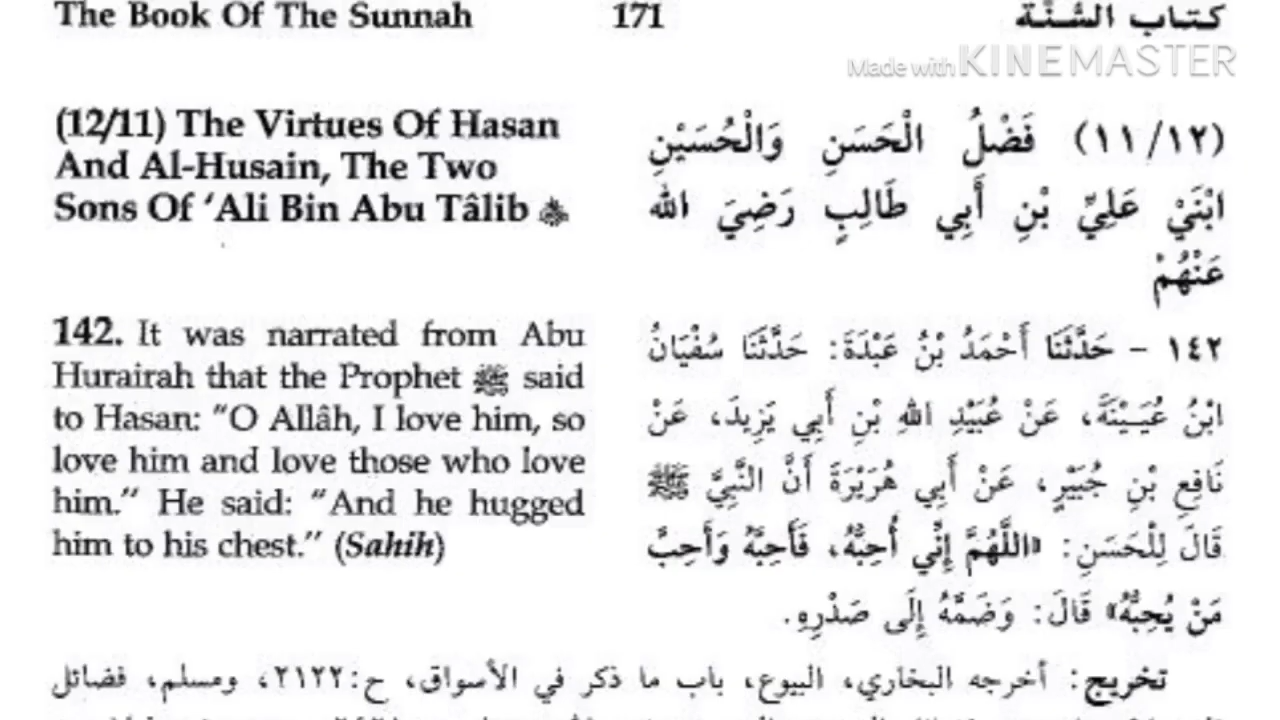 The Book Of The Sunnah 171 كتاب السُّنَّة
Made with KINEMASTER
(12/11) The Virtues Of Hasan
And Al-Husain, The Two
Sons Of ‘Ali Bin Abu Tâlib
(١١/١٢) فَضْلُ الْحَسَنِ وَالْحُسَيْنِ
ابْنَيْ عَلِيِّ بْنِ أَبِي طَالِبٍ رَضِيَ الله
عَنْهُمْ
142. It was narrated from Abu
Hurairah that the Prophet ﷺ said
to Hasan: “O Allâh, I love him, so
love him and love those who love
him.” He said: “And he hugged
him to his chest.” (Sahih)
١٤٢ - حَدَّثَنَا أَحْمَدُ بْنُ عَبْدَةَ: حَدَّثَنَا سُفْيَانُ
ابْنُ عُيَيْنَةَ، عَنْ عُبَيْدِ اللهِ بْنِ أَبِي يَزِيدَ، عَنْ
نَافِعِ بْنِ جُبَيْرٍ، عَنْ أَبِي هُرَيْرَةَ أَنَّ النَّبِيَّ ﷺ
قَالَ لِلْحَسَنِ: «اللَّهُمَّ إِنِّي أُحِبُّهُ، فَأَحِبَّهُ وَأَحِبَّ
مَنْ يُحِبُّهُ» قَالَ: وَضَمَّهُ إِلَى صَدْرِهِ.
تخريج: أخرجه البخاري، البيوع، باب ما ذكر في الأسواق، ح:٢١٢٢، ومسلم، فضائل